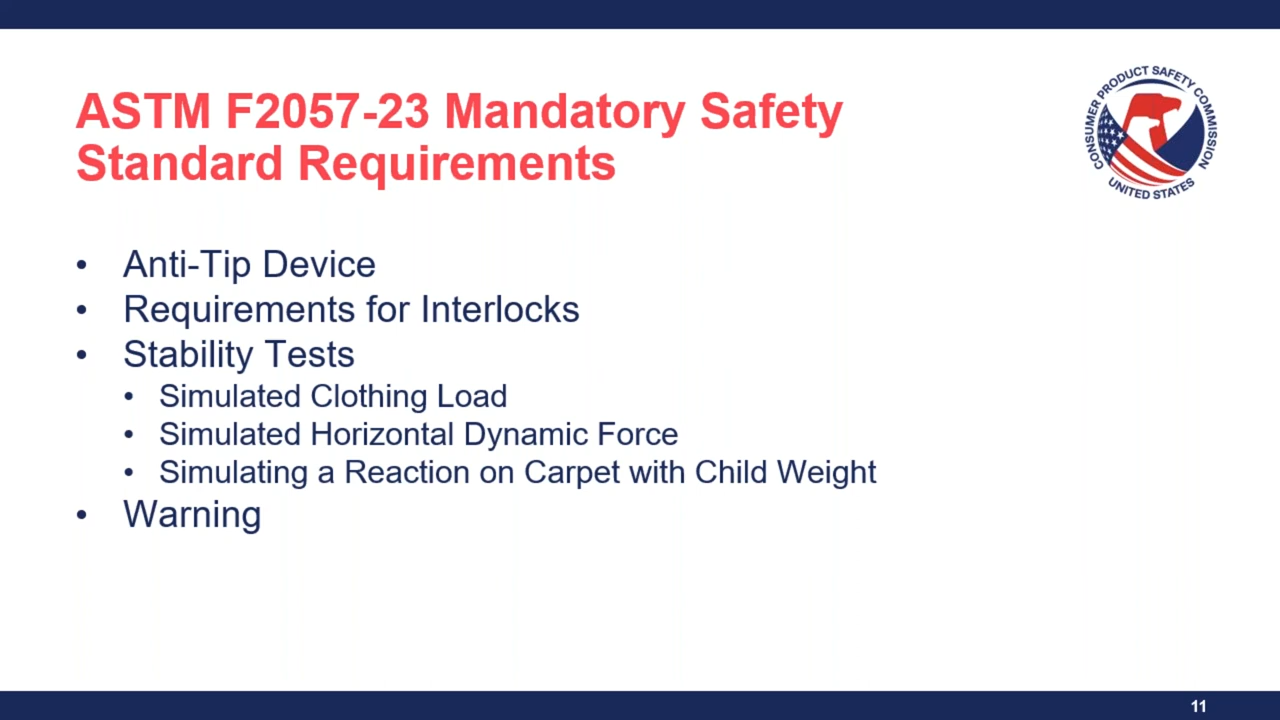 ASTM F2057-23 Mandatory Safety
Standard Requirements
CONSUMER PRODUCT SAFETY COMMISSION
UNITED STATES
• Anti-Tip Device
• Requirements for Interlocks
• Stability Tests
• Simulated Clothing Load
• Simulated Horizontal Dynamic Force
• Simulating a Reaction on Carpet with Child Weight
• Warning
11